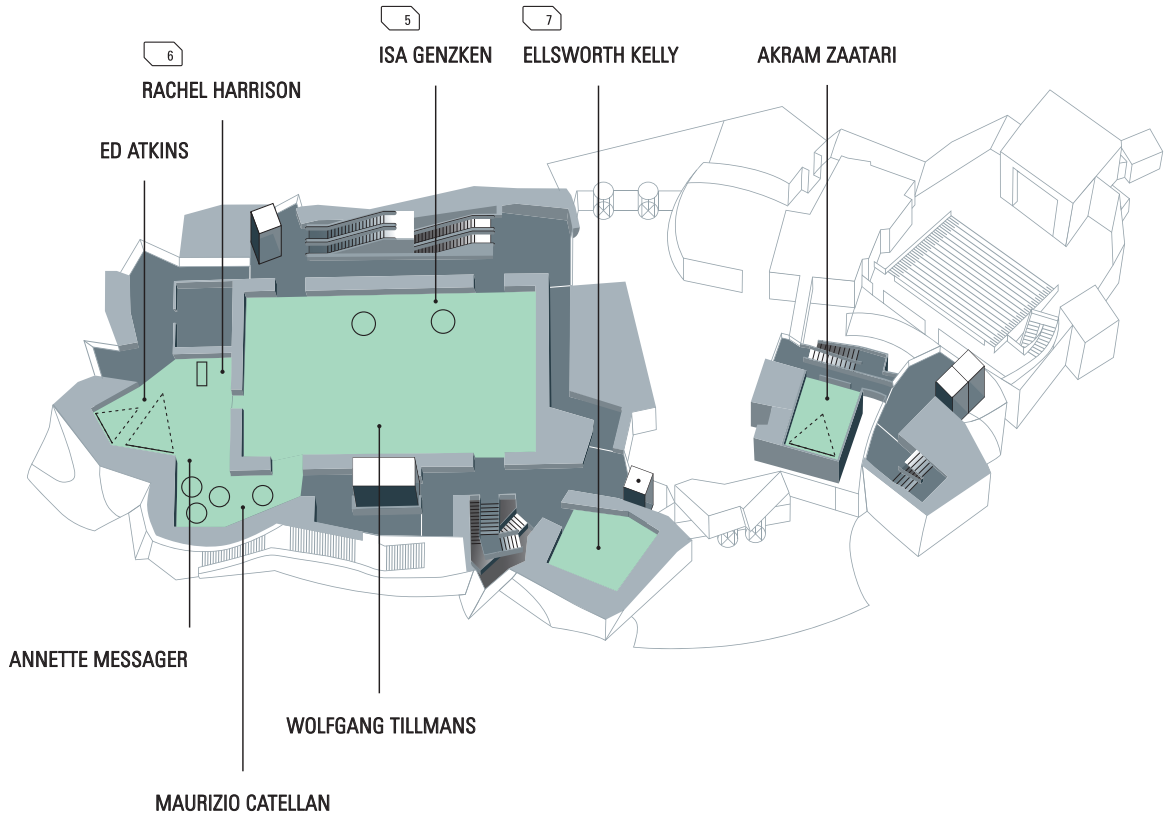 5
7
ISA GENZKEN
ELLSWORTH KELLY
AKRAM ZAATARI
6
RACHEL HARRISON
ED ATKINS
ANNETTE MESSAGER
WOLFGANG TILLMANS
MAURIZIO CATELLAN